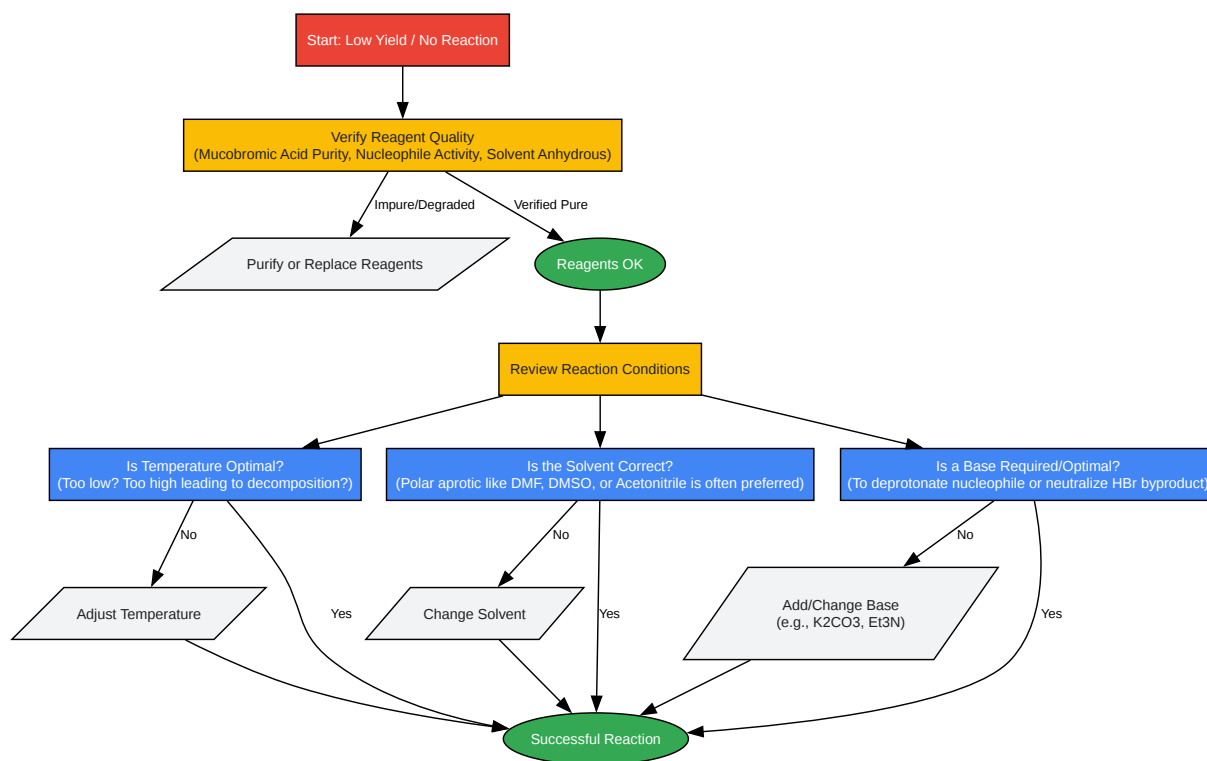 Start: Low Yield / No Reaction
Verify Reagent Quality
(Mucobromic Acid Purity, Nucleophile Activity, Solvent Anhydrous)
Impure/Degraded
Verified Pure
Purify or Replace Reagents
Reagents OK
Review Reaction Conditions
Is Temperature Optimal?
(Too low? Too high leading to decomposition?)
Is the Solvent Correct?
(Polar aprotic like DMF, DMSO, or Acetonitrile is often preferred)
Is a Base Required/Optimal?
(To deprotonate nucleophile or neutralize HBr byproduct)
No
No
No
Adjust Temperature
Yes
Change Solvent
Yes
Add/Change Base
(e.g., K2CO3, Et3N)
Yes
Successful Reaction